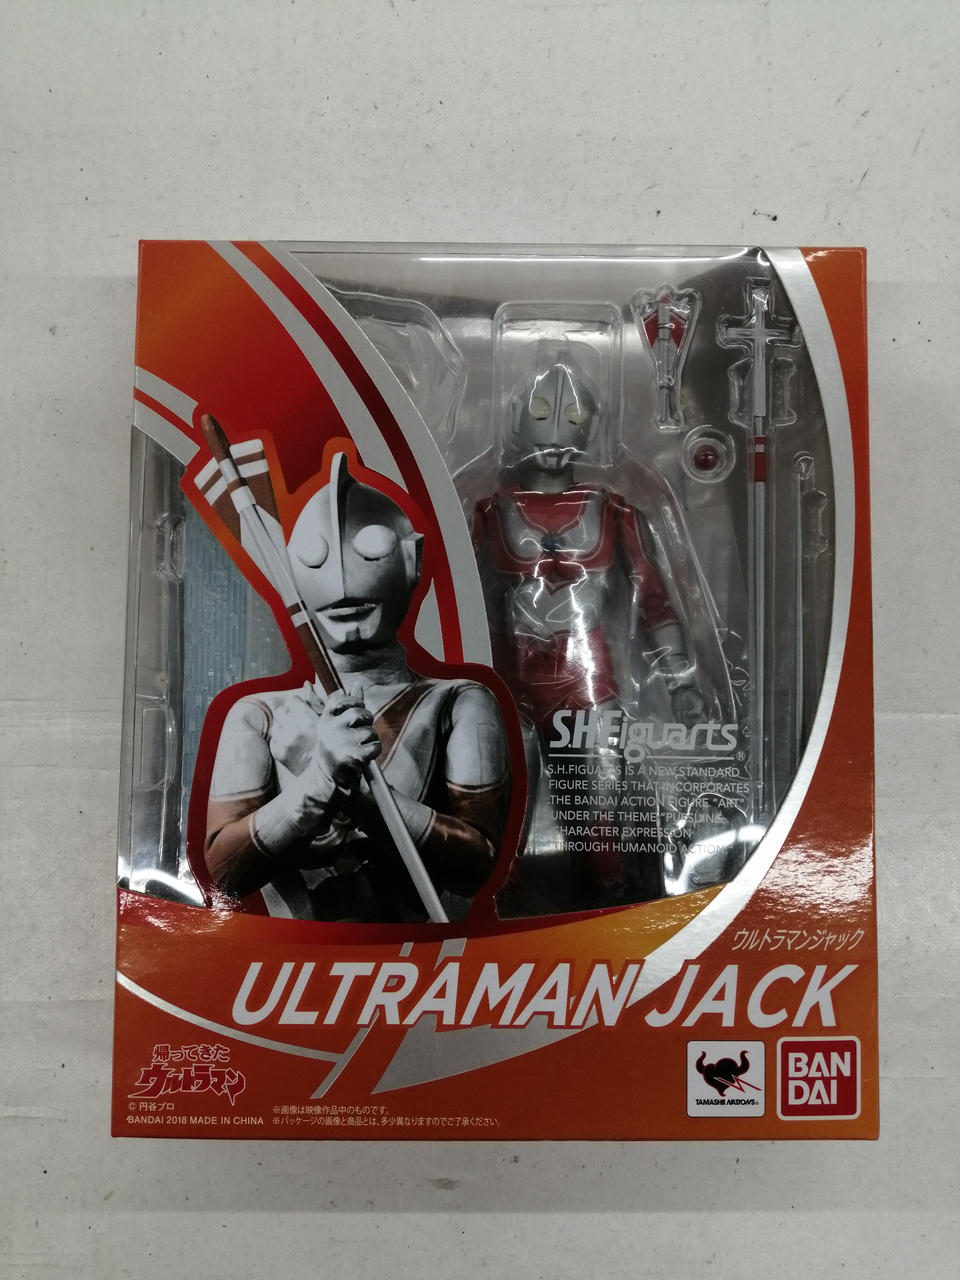 S.H.Figuarts®
S.H.FIGUARTS IS A NEW STANDARD
FIGURE SERIES THAT INCORPORATES
THE BANDAI ACTION FIGURE "ART"
UNDER THE THEME "PURSUING
CHARACTER EXPRESSION
THROUGH HUMANOID ACTION
ウルトラマンジャック
ULTRAMAN JACK
帰ってきた
ウルトラマン
© 円谷プロ
BANDAI 2018 MADE IN CHINA
※画像は映像作品中のものです。
※パッケージの画像と商品とは、多少異なりますのでご了承ください。
TAMASHII NATIONS®
BAN
DAI